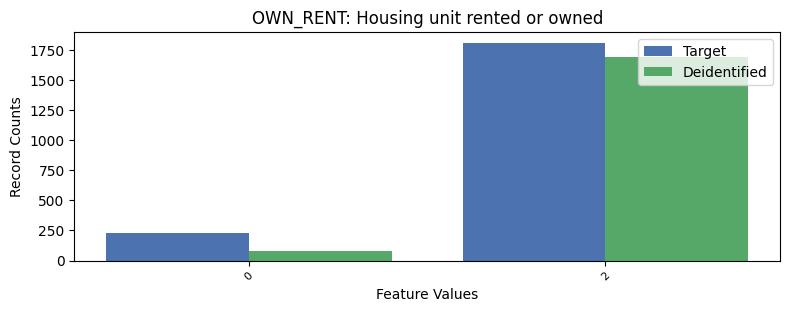 OWN_RENT: Housing unit rented or owned
Target
Deidentified
Record Counts
1750
1500
1250
1000
750
500
250
0
0
2
Feature Values